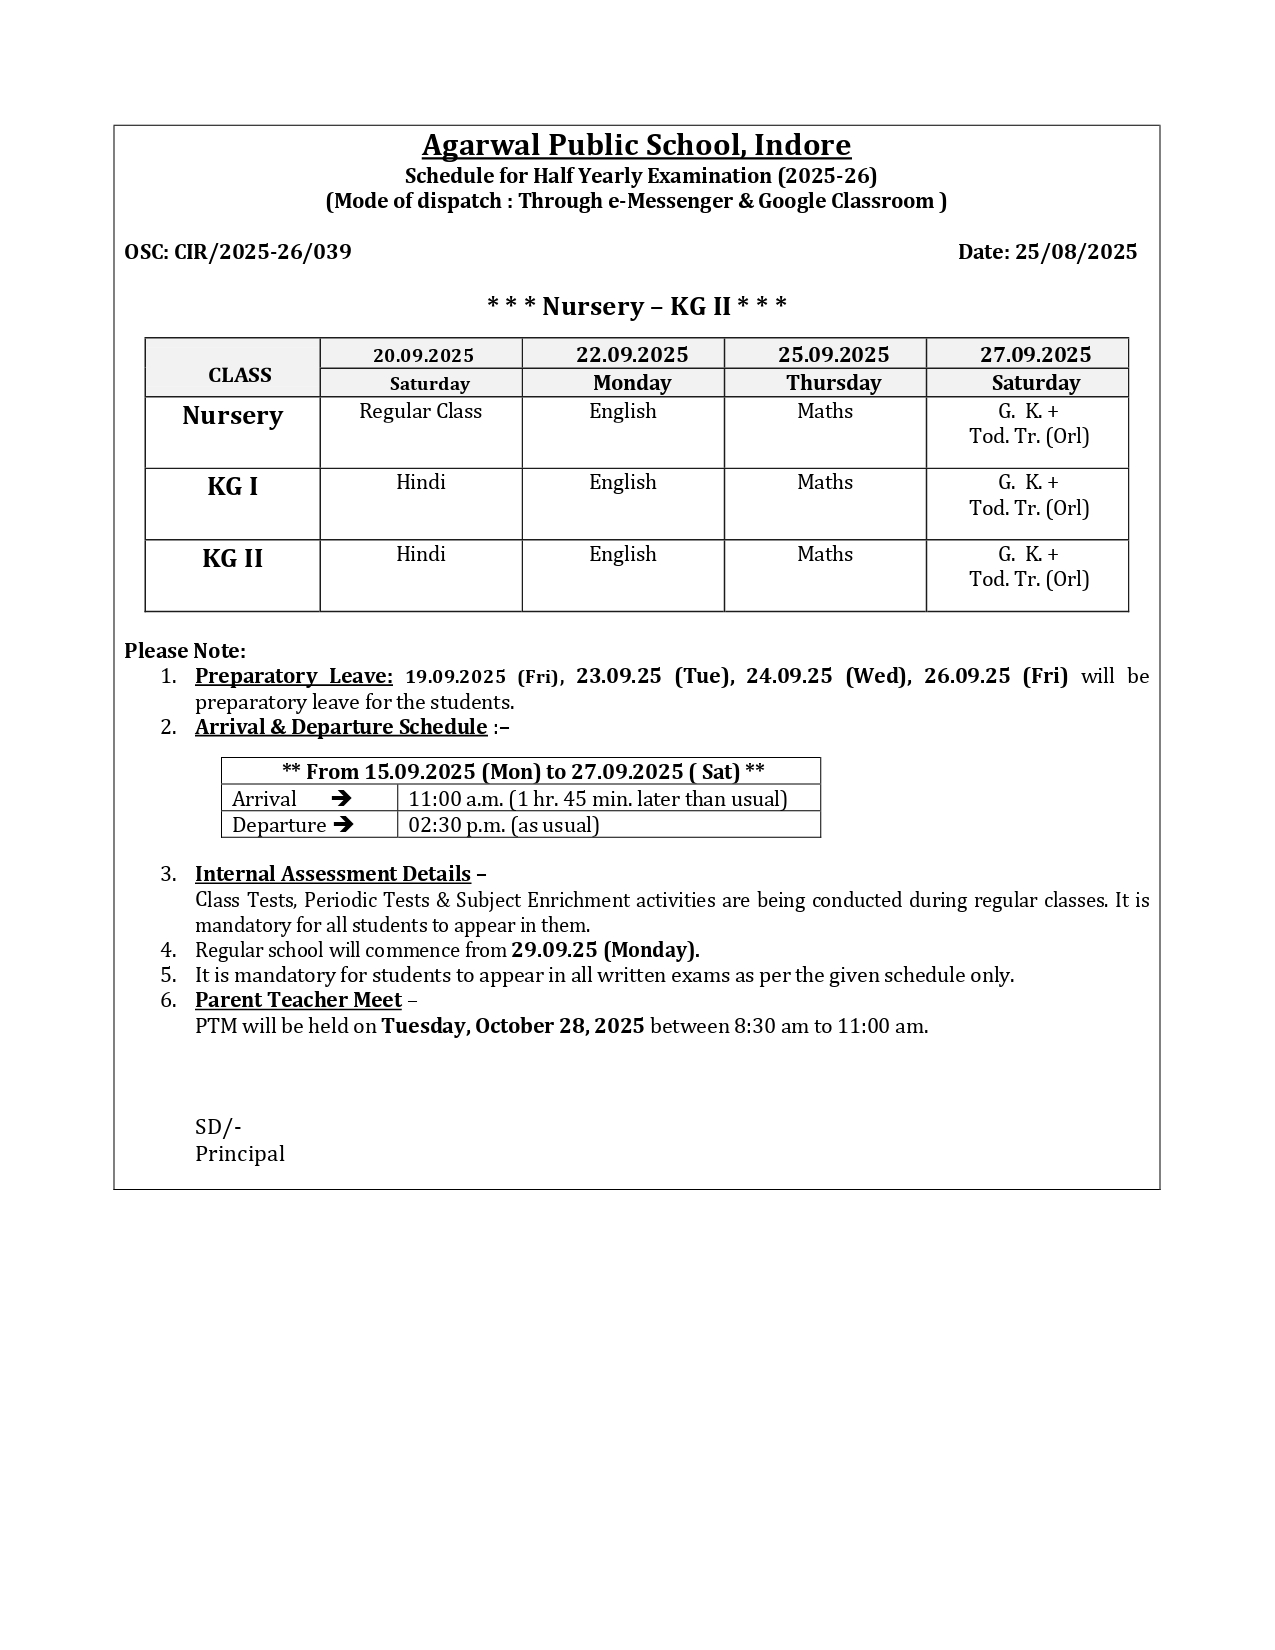 Agarwal Public School, Indore
Schedule for Half Yearly Examination (2025-26)
(Mode of dispatch : Through e-Messenger & Google Classroom )
OSC: CIR/2025-26/039 Date: 25/08/2025
* * * Nursery – KG II * * *
CLASS 20.09.2025 22.09.2025 25.09.2025 27.09.2025
Saturday Monday Thursday Saturday
Nursery Regular Class English Maths G. K. +
Tod. Tr. (Orl)
KG I Hindi English Maths G. K. +
Tod. Tr. (Orl)
KG II Hindi English Maths G. K. +
Tod. Tr. (Orl)
Please Note:
1. Preparatory Leave: 19.09.2025 (Fri), 23.09.25 (Tue), 24.09.25 (Wed), 26.09.25 (Fri) will be
preparatory leave for the students.
2. Arrival & Departure Schedule :–
** From 15.09.2025 (Mon) to 27.09.2025 ( Sat) **
Arrival 🡺 11:00 a.m. (1 hr. 45 min. later than usual)
Departure 🡺 02:30 p.m. (as usual)
3. Internal Assessment Details –
Class Tests, Periodic Tests & Subject Enrichment activities are being conducted during regular classes. It is
mandatory for all students to appear in them.
4. Regular school will commence from 29.09.25 (Monday).
5. It is mandatory for students to appear in all written exams as per the given schedule only.
6. Parent Teacher Meet –
PTM will be held on Tuesday, October 28, 2025 between 8:30 am to 11:00 am.
SD/-
Principal